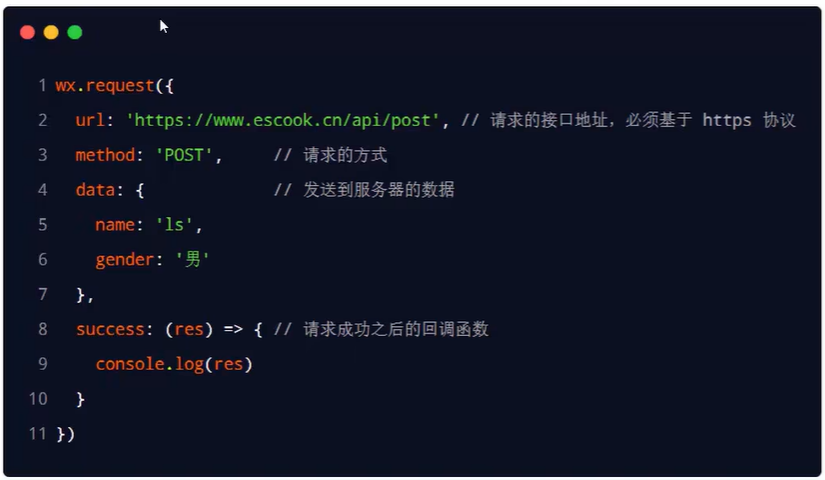 1 wx.request({
2 url: 'https://www.escook.cn/api/post', // 请求的接口地址，必须基于 https 协议
3 method: 'POST', // 请求的方式
4 data: { // 发送到服务器的数据
5 name: 'ls',
6 gender: '男'
7 },
8 success: (res) => { // 请求成功之后的回调函数
9 console.log(res)
10 }
11 })